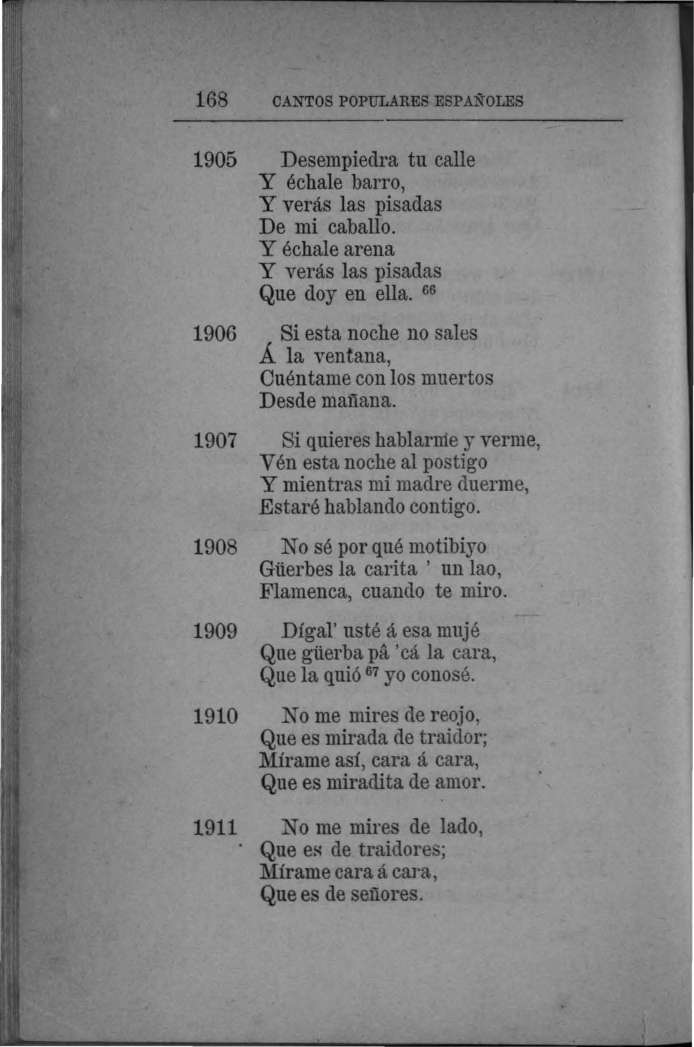 168 CANTOS POPULARES ESPAÑOLES
1905 Desempiedra tu calle
Y échale barro,
Y verás las pisadas
De mi caballo.
Y échale arena
Y verás las pisadas
Que doy en ella. 66
1906 Si esta noche no sales
Á la ventana,
Cuéntame con los muertos
Desde mañana.
1907 Si quieres hablarme y verme,
Vén esta noche al postigo
Y mientras mi madre duerme,
Estaré hablando contigo.
1908 No sé por qué motibiyo
Güerbes la carita ' un lao,
Flamenca, cuando te miro.
1909 Dígal' usté á esa mujé
Que güerba pâ 'cá la cara,
Que la quió 67 yo conosé.
1910 No me mires de reojo,
Que es mirada de traidor;
Mírame así, cara á cara,
Que es miradita de amor.
1911 No me mires de lado,
Que es de traidores;
Mírame cara á cara,
Que es de señores.